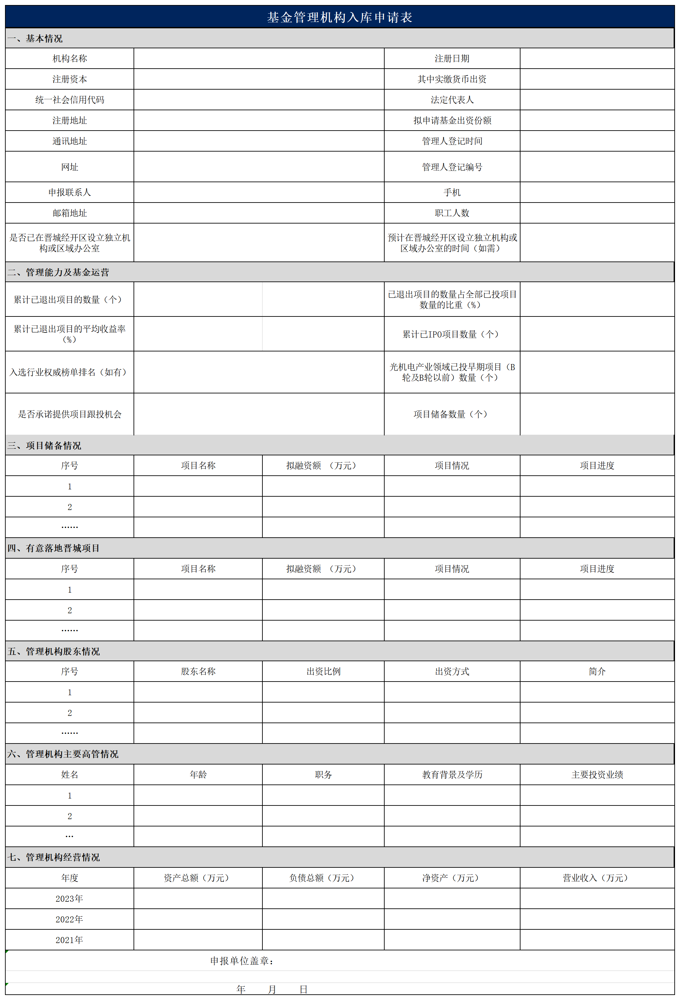 基金管理机构入库申请表
一、基本情况
机构名称 注册日期
注册资本 其中实缴货币出资
统一社会信用代码 法定代表人
注册地址 拟申请基金出资份额
通讯地址 管理人登记时间
网址 管理人登记编号
申报联系人 手机
邮箱地址 职工人数
是否已在晋城经开区设立独立机
构或区域办公室
预计在晋城经开区设立独立机构或
区域办公室的时间（如需）
二、管理能力及基金运营
累计已退出项目的数量（个）
已退出项目的数量占全部已投项目
数量的比重（%）
累计已退出项目的平均收益率
（%）
累计已IPO项目数量（个）
入选行业权威榜单排名（如有）
光机电产业领域已投早期项目（B
轮及B轮以前）数量（个）
是否承诺提供项目跟投机会 项目储备数量（个）
三、项目储备情况
序号 项目名称 拟融资额 （万元） 项目情况 项目进度
1
2
……
四、有意落地晋城项目
序号 项目名称 拟融资额 （万元） 项目情况 项目进度
1
2
……
五、管理机构股东情况
序号 股东名称 出资比例 出资方式 简介
1
2
……
六、管理机构主要高管情况
姓名 年龄 职务 教育背景及学历 主要投资业绩
1
2
…
七、管理机构经营情况
年度 资产总额（万元） 负债总额（万元） 净资产（万元） 营业收入（万元）
2023年
2022年
2021年
申报单位盖章：
年 月 日